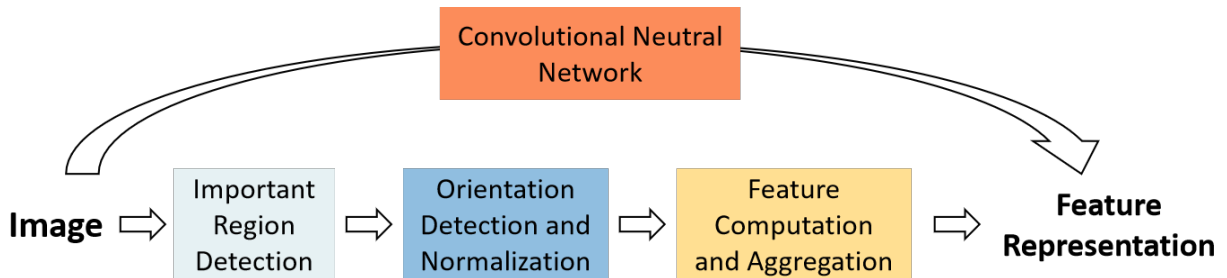 Convolutional Neutral
Network
Image
Important
Region
Detection
Orientation
Detection and
Normalization
Feature
Computation
and Aggregation
Feature
Representation